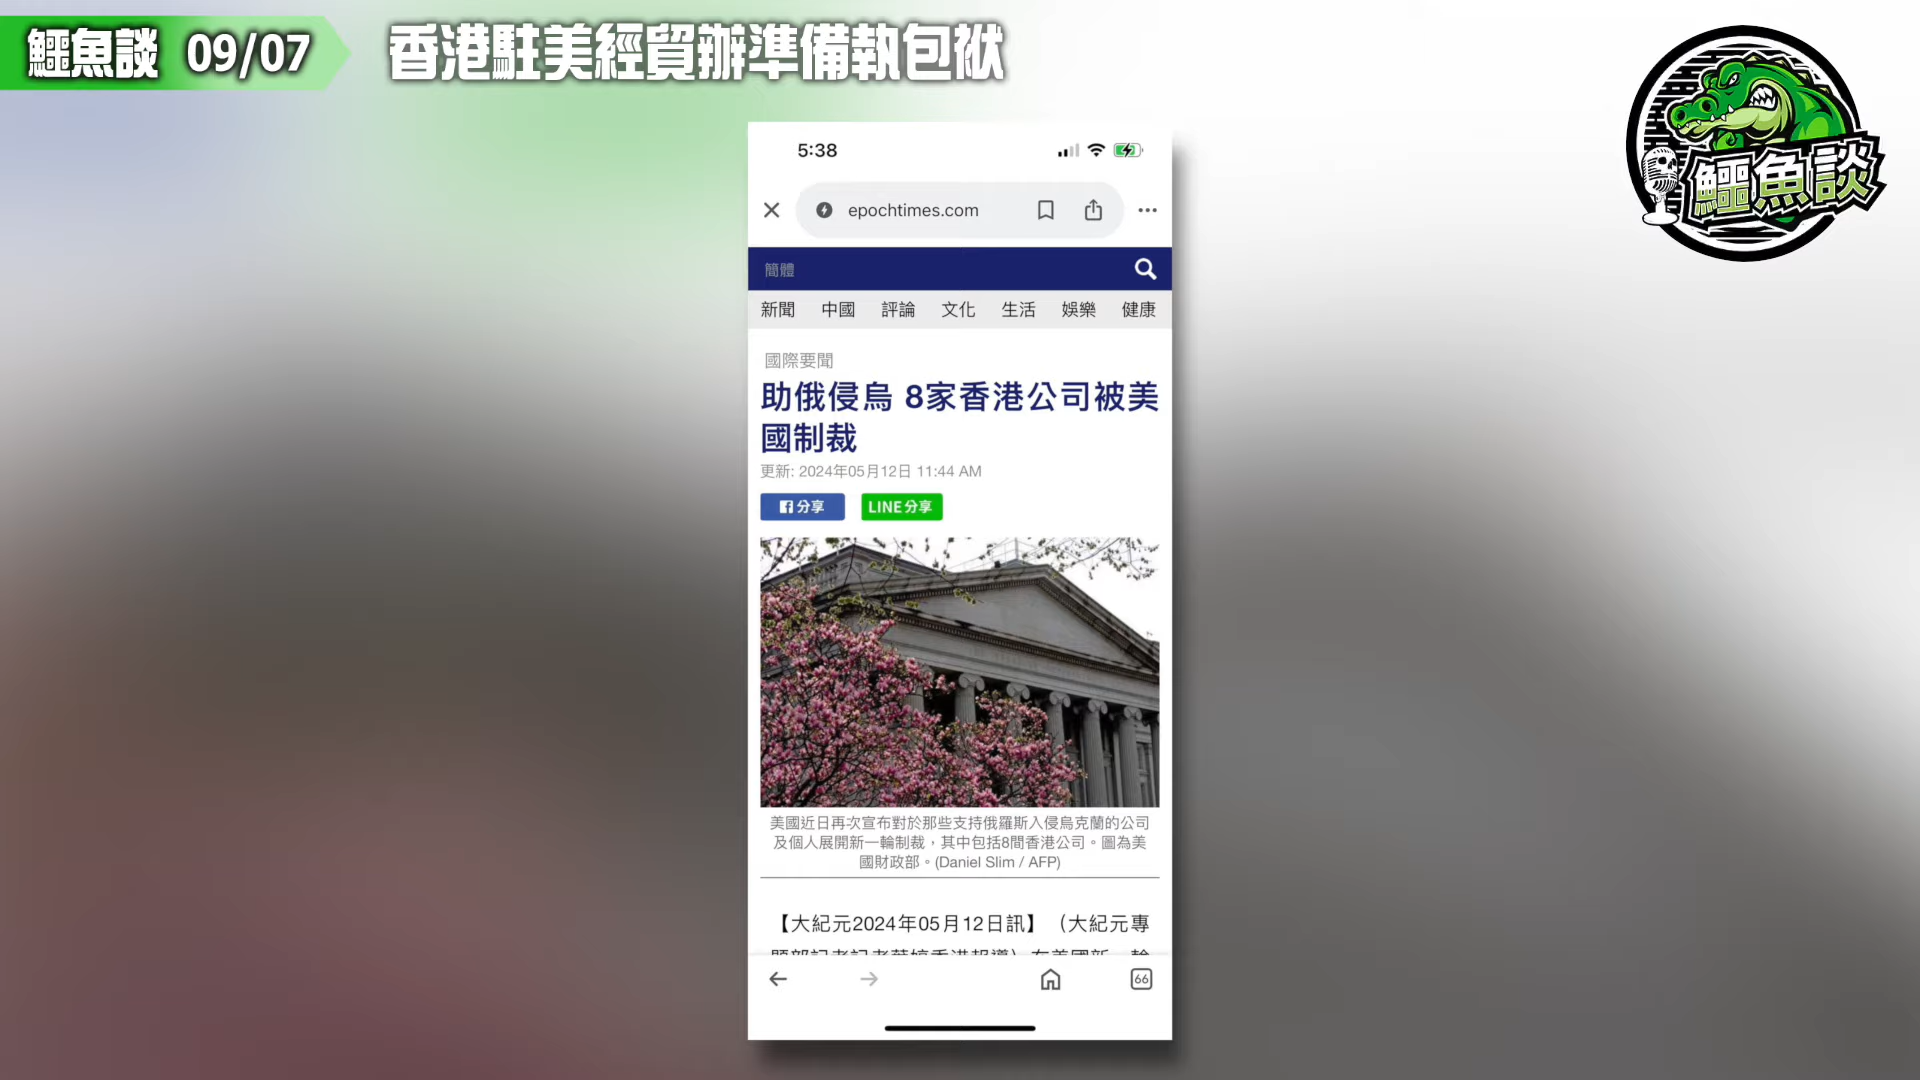 鱷魚談 09/07 香港駐美經貿辦準備執包袱
鱷魚談
5:38
epochtimes.com
簡體
新聞 中國 評論 文化 生活 娛樂 健康
國際要聞
助俄侵烏 8家香港公司被美
國制裁
更新: 2024年05月12日 11:44 AM
分享 LINE分享
美國近日再次宣布對於那些支持俄羅斯入侵烏克蘭的公司
及個人展開新一輪制裁,其中包括8間香港公司。圖為美
國財政部。(Daniel Slim / AFP)
【大紀元2024年05月12日訊】(大紀元專
66